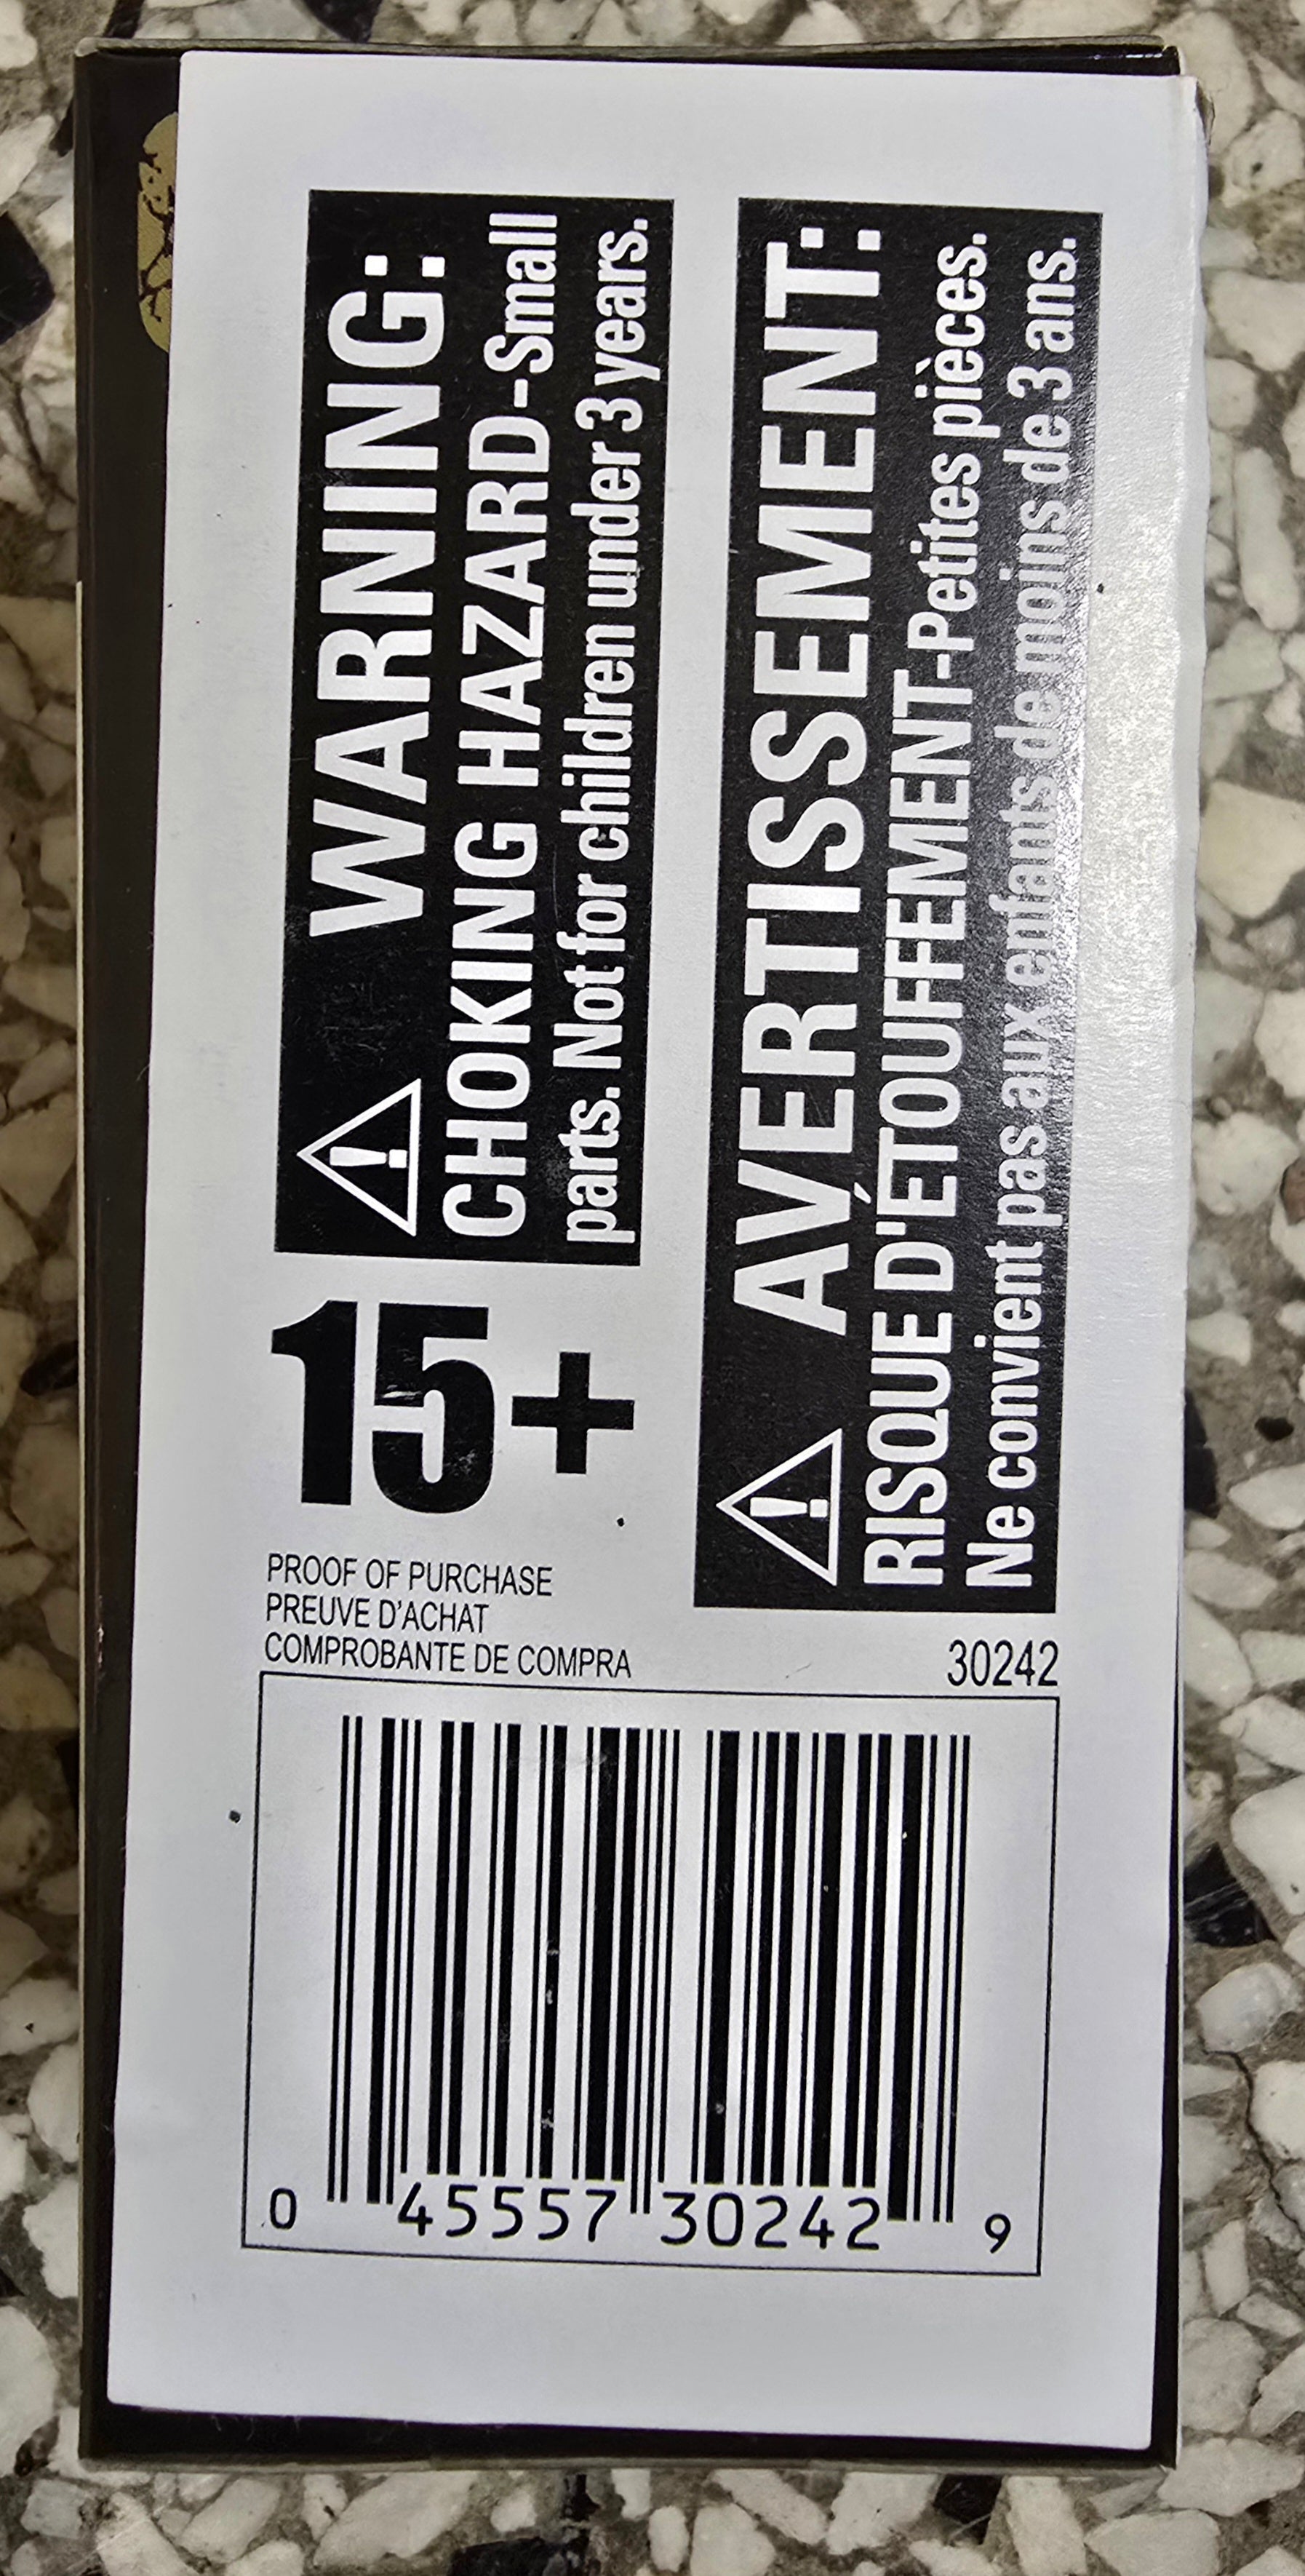 WARNING:
CHOKING HAZARD-Small
parts. Not for children under 3 years.
AVERTISSEMENT:
RISQUE D'ÉTOUFFEMENT-Petites pièces.
Ne convient pas aux enfants de moins de 3 ans.
15+
PROOF OF PURCHASE
PREUVE D'ACHAT
COMPROBANTE DE COMPRA
30242
0 45557 30242 9